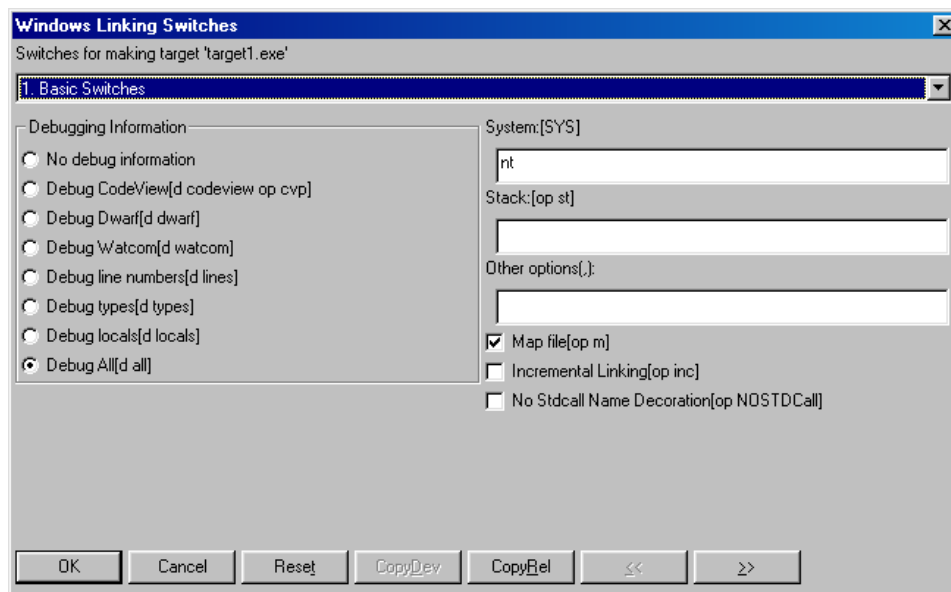 Windows Linking Switches
Switches for making target 'target1.exe'
1. Basic Switches
Debugging Information
No debug information
Debug CodeView[d codeview op cvp]
Debug Dwarf[d dwarf]
Debug Watcom[d watcom]
Debug line numbers[d lines]
Debug types[d types]
Debug locals[d locals]
Debug All[d all]
System:[SYS]
nt
Stack:[op st]
Other options(,):
Map file[op m]
Incremental Linking[op inc]
No Stdcall Name Decoration[op NOSTDCall]
OK Cancel Reset CopyDev CopyRel << >>